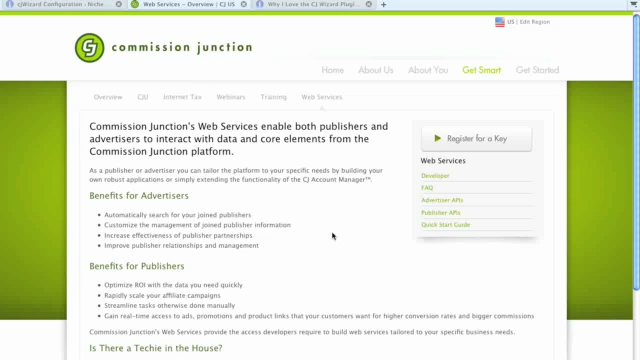 cjWizard Configuration - Niche
Web Services - Overview | CJ US
Why I Love the CJ Wizard Plugi...
US | Edit Region
CJ
commission junction
Home
About Us
About You
Get Smart
Get Started
Overview
CJU
Internet Tax
Webinars
Training
Web Services
Commission Junction's Web Services enable both publishers and
advertisers to interact with data and core elements from the
Commission Junction platform.
As a publisher or advertiser you can tailor the platform to your specific needs by building your
own robust applications or simply extending the functionality of the CJ Account Manager™.
Benefits for Advertisers
• Automatically search for your joined publishers
• Customize the management of joined publisher information
• Increase effectiveness of publisher partnerships
• Improve publisher relationships and management
Benefits for Publishers
• Optimize ROI with the data you need quickly
• Rapidly scale your affiliate campaigns
• Streamline tasks otherwise done manually
• Gain real-time access to ads, promotions and product links that your customers want for higher conversion rates and bigger commissions
Commission Junction's Web Services provide the access developers require to build web services tailored to your specific business needs.
Is There a Techie in the House?
Register for a Key
Web Services
Developer
FAQ
Advertiser APIs
Publisher APIs
Quick Start Guide